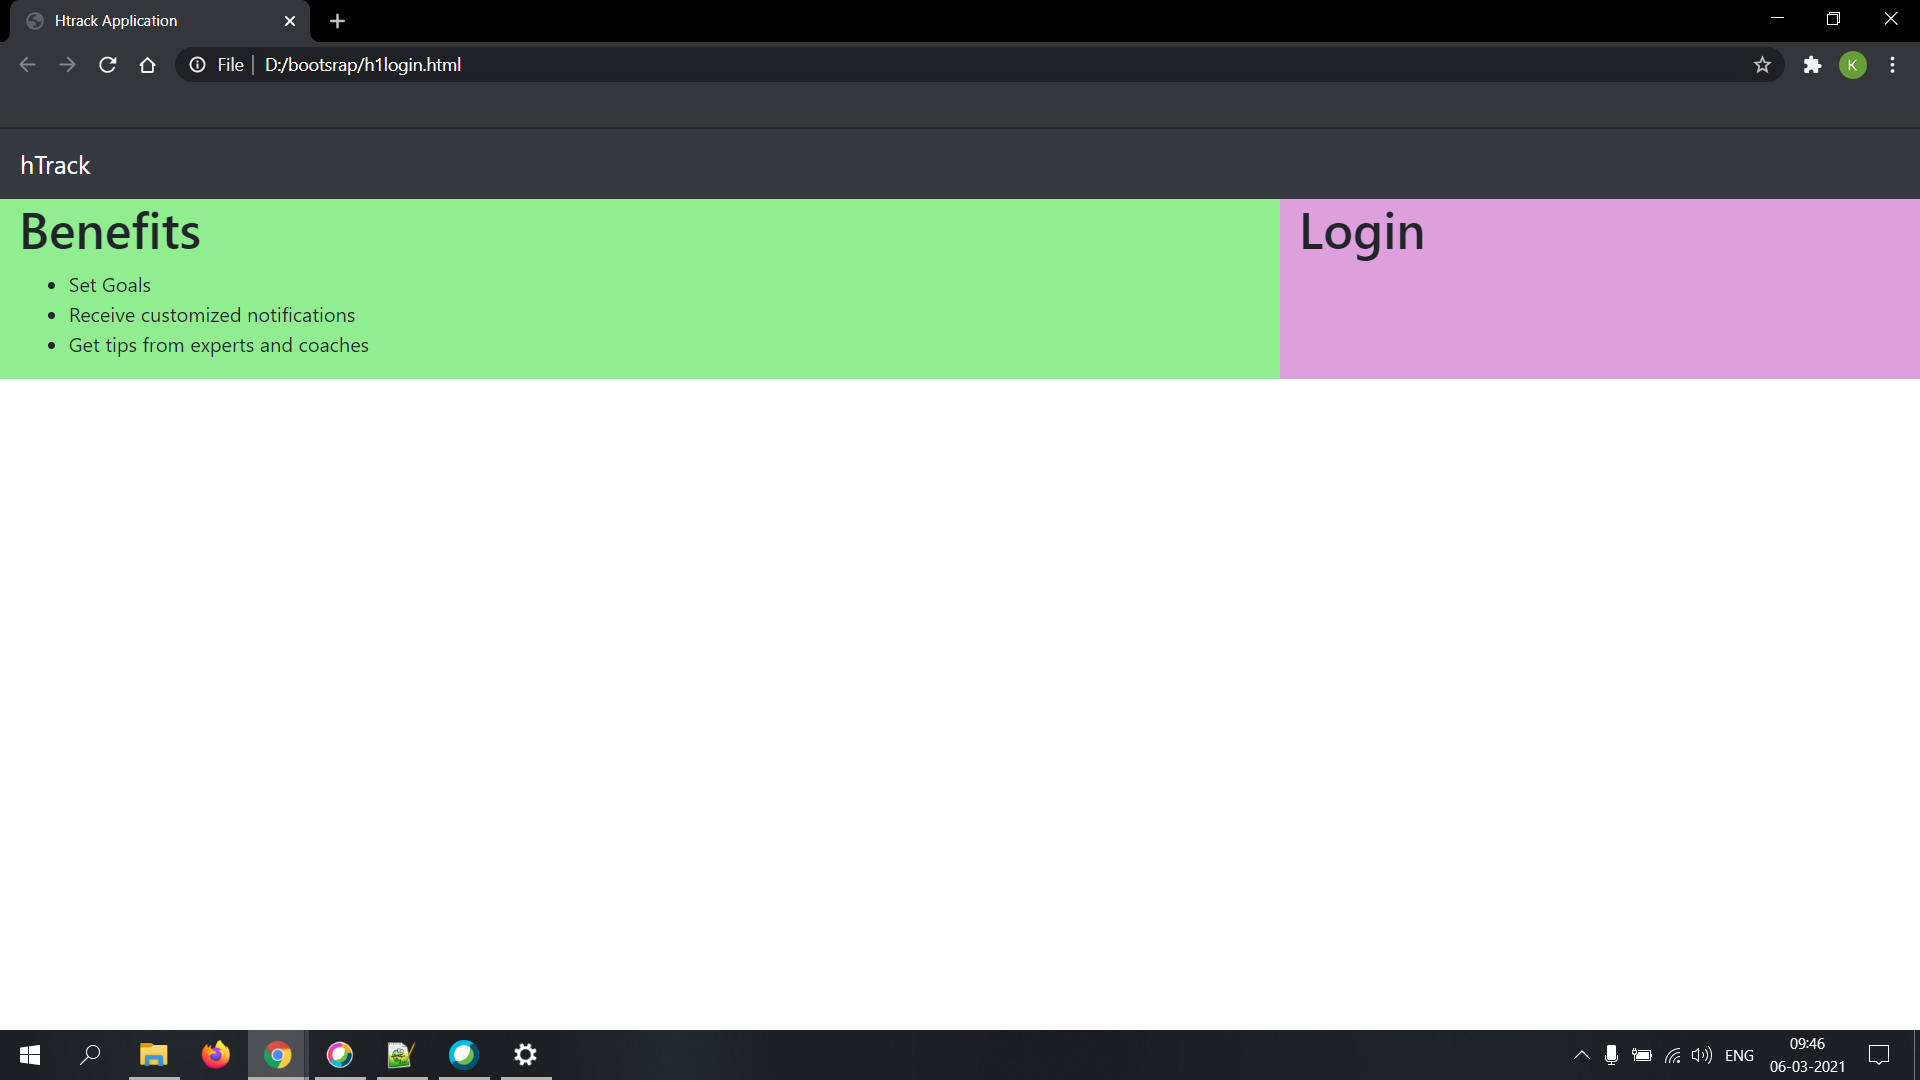 Htrack Application
File D:/bootsrap/h1login.html
K
hTrack
Benefits
Set Goals
Receive customized notifications
Get tips from experts and coaches
Login
ENG
09:46
06-03-2021